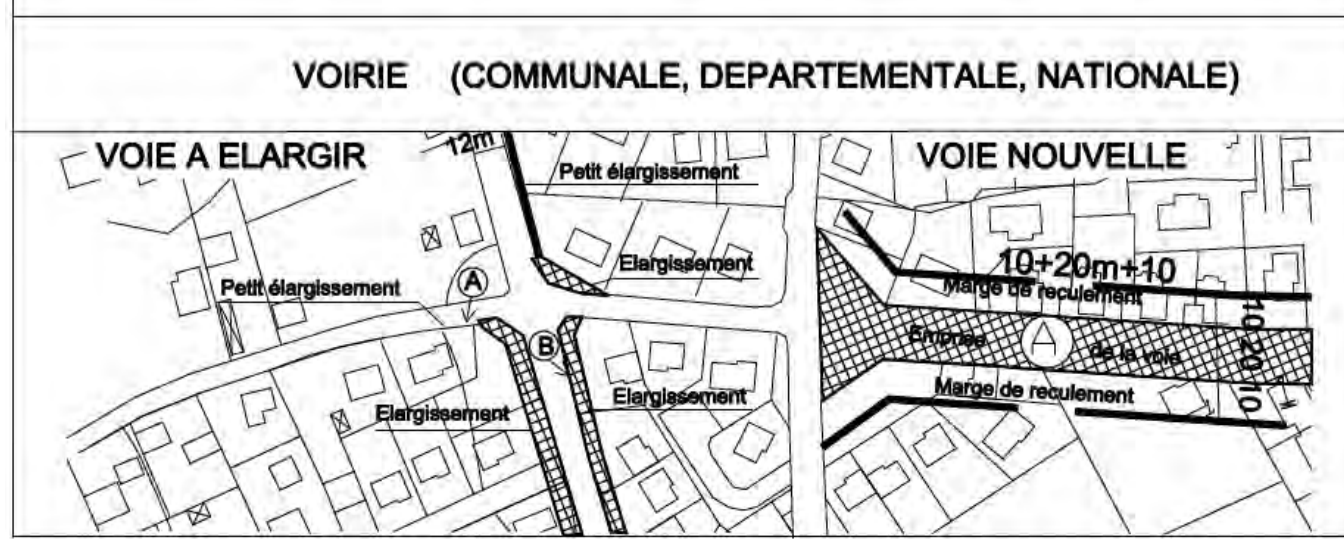 VOIRIE (COMMUNALE, DEPARTEMENTALE, NATIONALE)
VOIE A ELARGIR
12m
Petit élargissement
Elargissement
A
Petit élargissement
B
Elargissement
Elargissement
VOIE NOUVELLE
10+20m+10
Marge de reculement
Emprise
A
de la voie
10 20 10
Marge de reculement